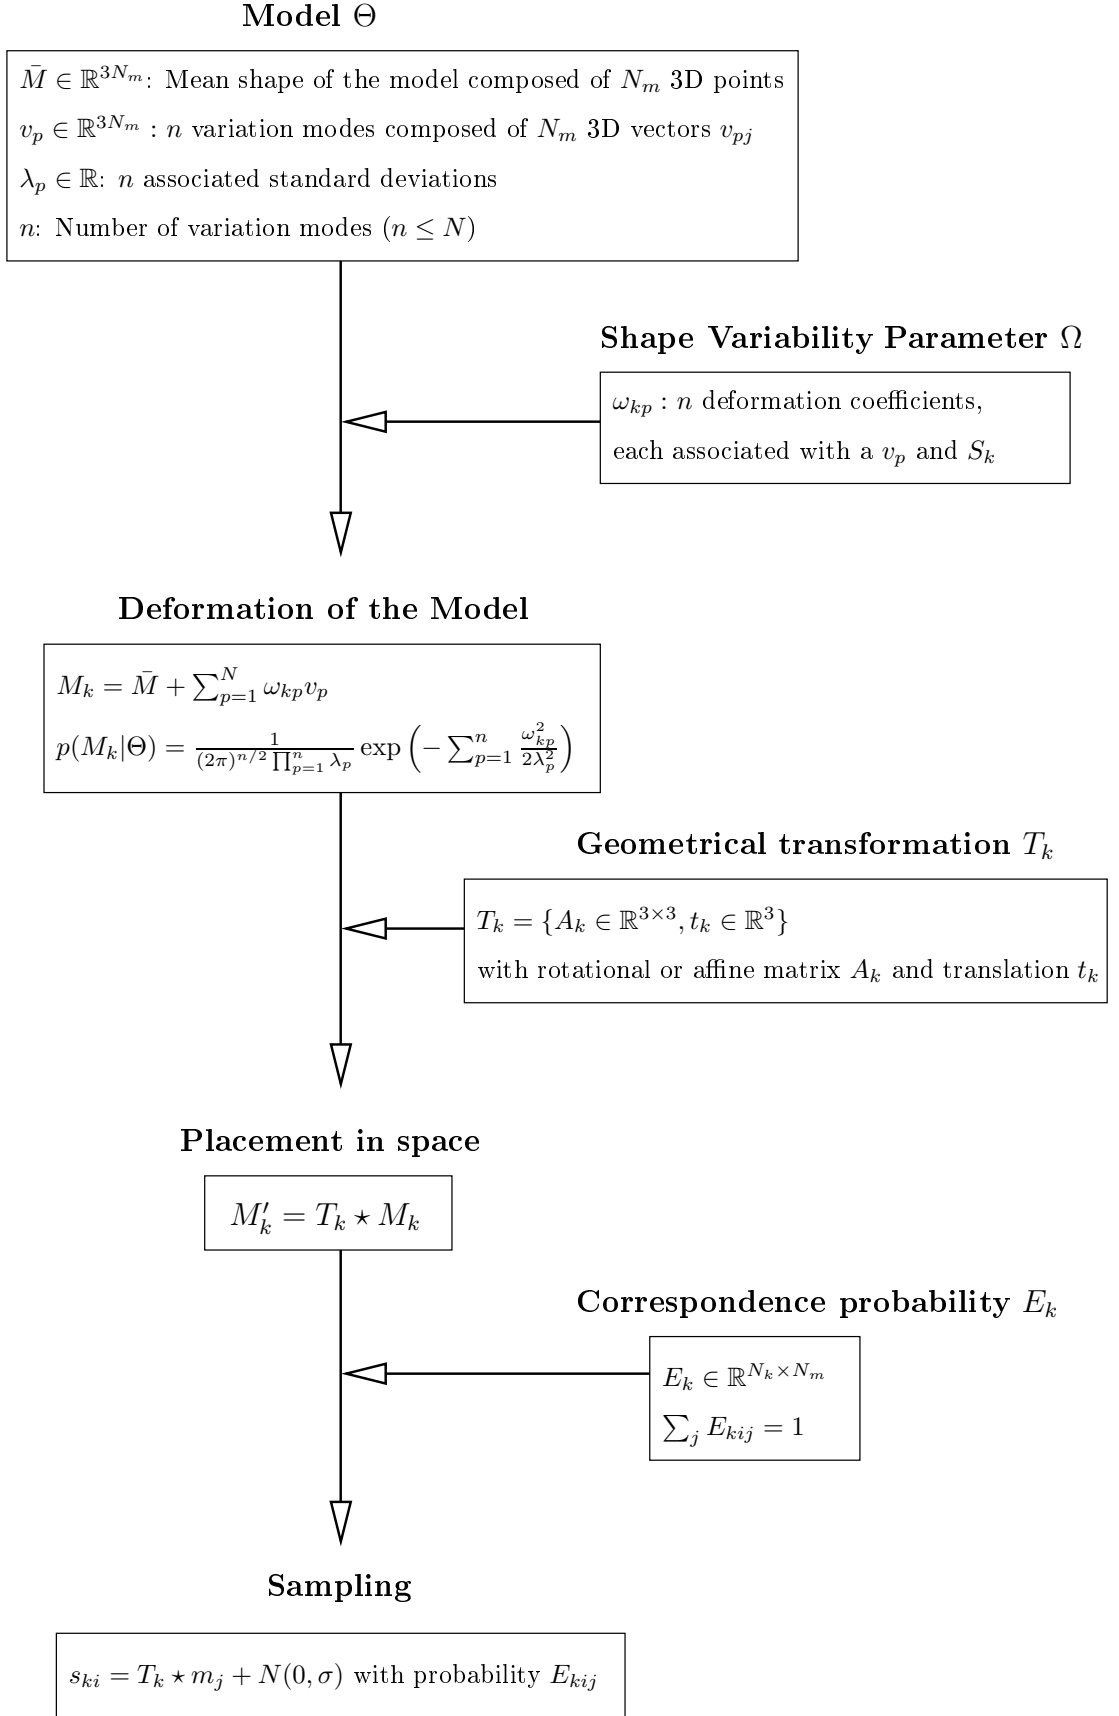 Model Θ
M̄ ∈ ℝ^{3N_m}: Mean shape of the model composed of N_m 3D points
v_p ∈ ℝ^{3N_m} : n variation modes composed of N_m 3D vectors v_{pj}
λ_p ∈ ℝ: n associated standard deviations
n: Number of variation modes (n ≤ N)
Shape Variability Parameter Ω
ω_{kp} : n deformation coefficients,
each associated with a v_p and S_k
Deformation of the Model
M_k = M̄ + ∑_{p=1}^{N} ω_{kp} v_p
p(M_k|Θ) = \frac{1}{(2π)^{n/2} ∏_{p=1}^{n} λ_p} exp(− ∑_{p=1}^{n} \frac{ω_{kp}^2}{2λ_p^2})
Geometrical transformation T_k
T_k = {A_k ∈ ℝ^{3×3}, t_k ∈ ℝ^3}
with rotational or affine matrix A_k and translation t_k
Placement in space
M′_k = T_k ⋆ M_k
Correspondence probability E_k
E_k ∈ ℝ^{N_k×N_m}
∑_j E_{kij} = 1
Sampling
s_{ki} = T_k ⋆ m_j + N(0, σ) with probability E_{kij}